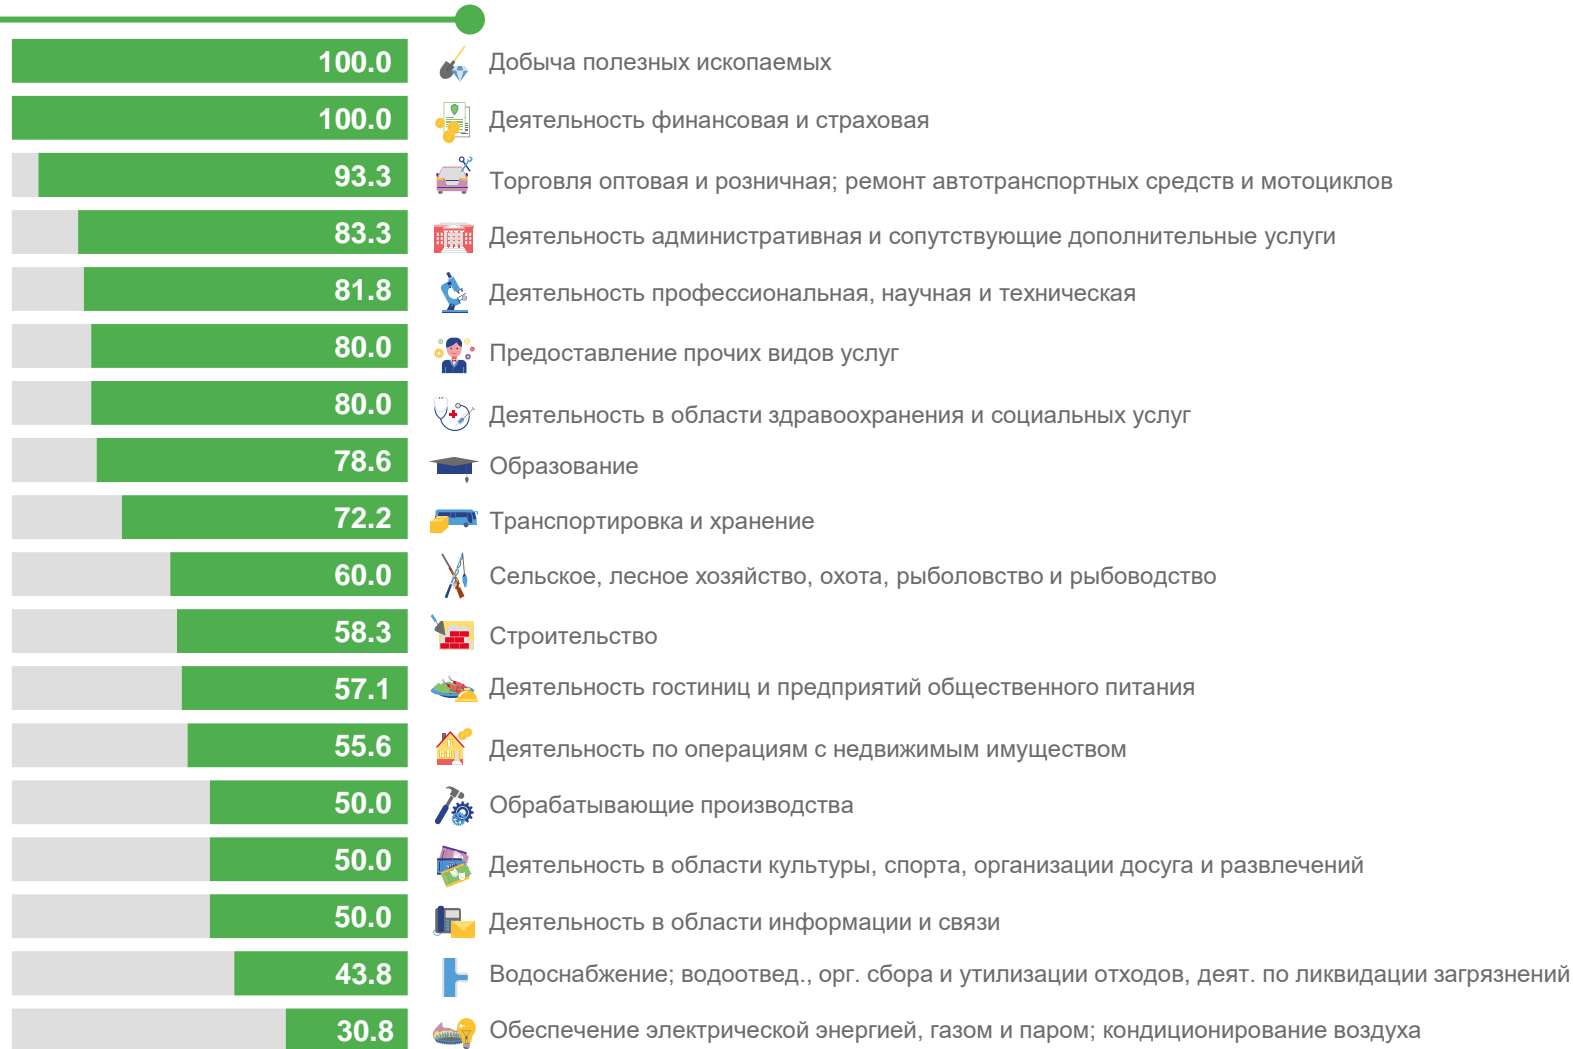 100.0 Добыча полезных ископаемых
100.0 Деятельность финансовая и страховая
93.3 Торговля оптовая и розничная; ремонт автотранспортных средств и мотоциклов
83.3 Деятельность административная и сопутствующие дополнительные услуги
81.8 Деятельность профессиональная, научная и техническая
80.0 Предоставление прочих видов услуг
80.0 Деятельность в области здравоохранения и социальных услуг
78.6 Образование
72.2 Транспортировка и хранение
60.0 Сельское, лесное хозяйство, охота, рыболовство и рыбоводство
58.3 Строительство
57.1 Деятельность гостиниц и предприятий общественного питания
55.6 Деятельность по операциям с недвижимым имуществом
50.0 Обрабатывающие производства
50.0 Деятельность в области культуры, спорта, организации досуга и развлечений
50.0 Деятельность в области информации и связи
43.8 Водоснабжение; водоотвед., орг. сбора и утилизации отходов, деят. по ликвидации загрязнений
30.8 Обеспечение электрической энергией, газом и паром; кондиционирование воздуха